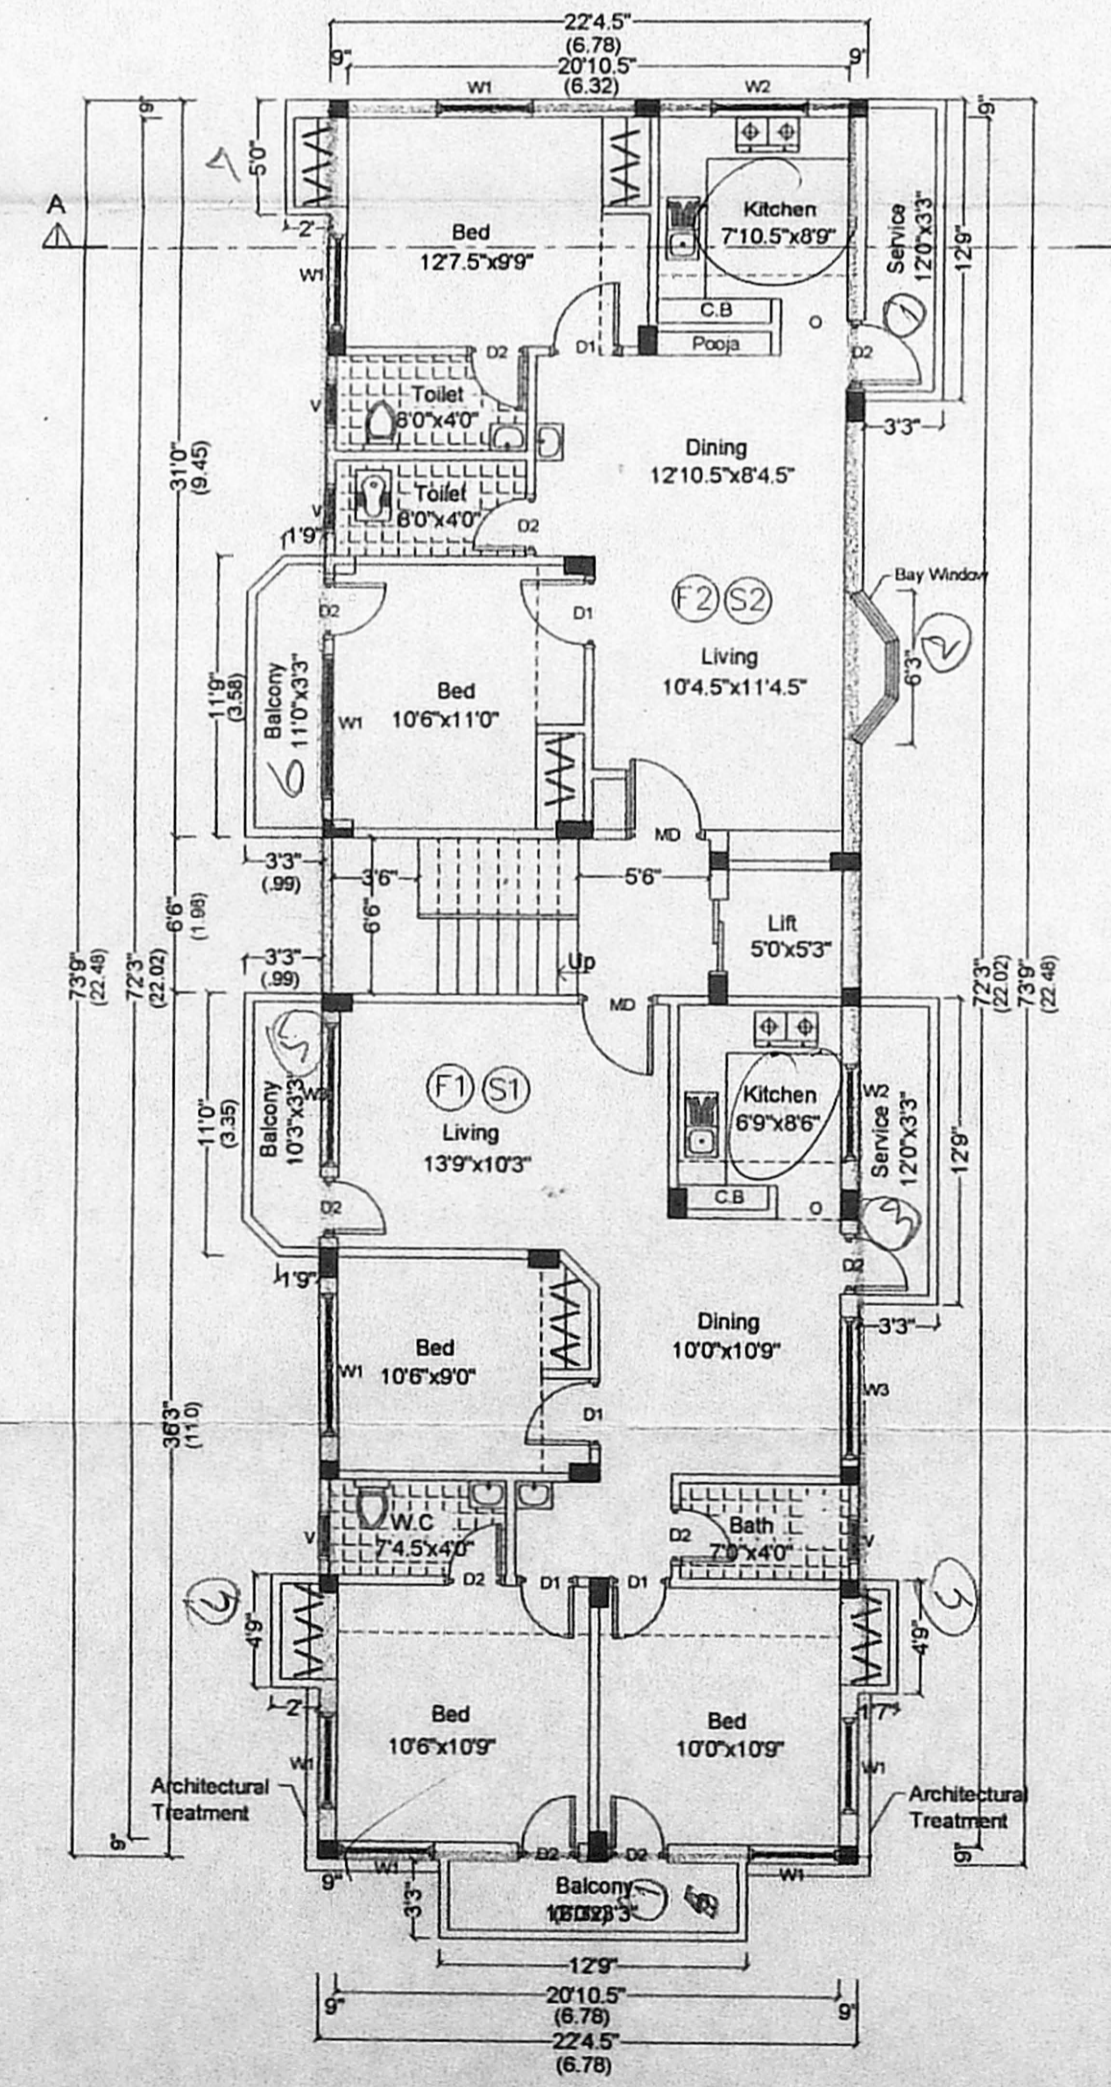 22'4.5"
(6.78)
9"
9"
20'10.5"
(6.32)
W1
W2
9"
9"
5'0"
7
A
2'
Bed
12'7.5"x9'9"
Kitchen
7'10.5"x8'9"
Service
12'0"x3'3"
12'9"
W1
C.B
Pooja
O
1
D2
D1
D2
3'3"
V
Toilet
8'0"x4'0"
Dining
12'10.5"x8'4.5"
31'0"
(9.45)
V
Toilet
8'0"x4'0"
D2
1'9"
Bay Window
D2
D1
F2
S2
2
6'3"
Living
10'4.5"x11'4.5"
11'9"
(3.58)
Balcony
11'0"x3'3"
6
W1
Bed
10'6"x11'0"
MD
3'3"
(.99)
3'6"
5'6"
6'6"
(1.98)
6'6"
Lift
5'0"x5'3"
3'3"
(.99)
Up
73'9"
(22.48)
72'3"
(22.02)
72'3"
(22.02)
73'9"
(22.48)
MD
5
F1
S1
Living
13'9"x10'3"
11'0"
(3.35)
Balcony
10'3"x3'3"
W3
Kitchen
6'9"x8'6"
W2
Service
12'0"x3'3"
12'9"
C.B
O
3
D2
D2
1'9"
3'3"
Dining
10'0"x10'9"
Bed
10'6"x9'0"
W1
W3
D1
36'3"
(11.0)
V
W.C
7'4.5"x4'0"
D2
Bath
7'0"x4'0"
V
D2
D1
D1
4'9"
4'9"
2'
1'7"
Bed
10'6"x10'9"
Bed
10'0"x10'9"
W1
W1
Architectural
Treatment
Architectural
Treatment
9"
9"
D2
D2
W1
W1
9"
3'3"
Balcony
1
12'9"
20'10.5"
(6.78)
9"
9"
22'4.5"
(6.78)